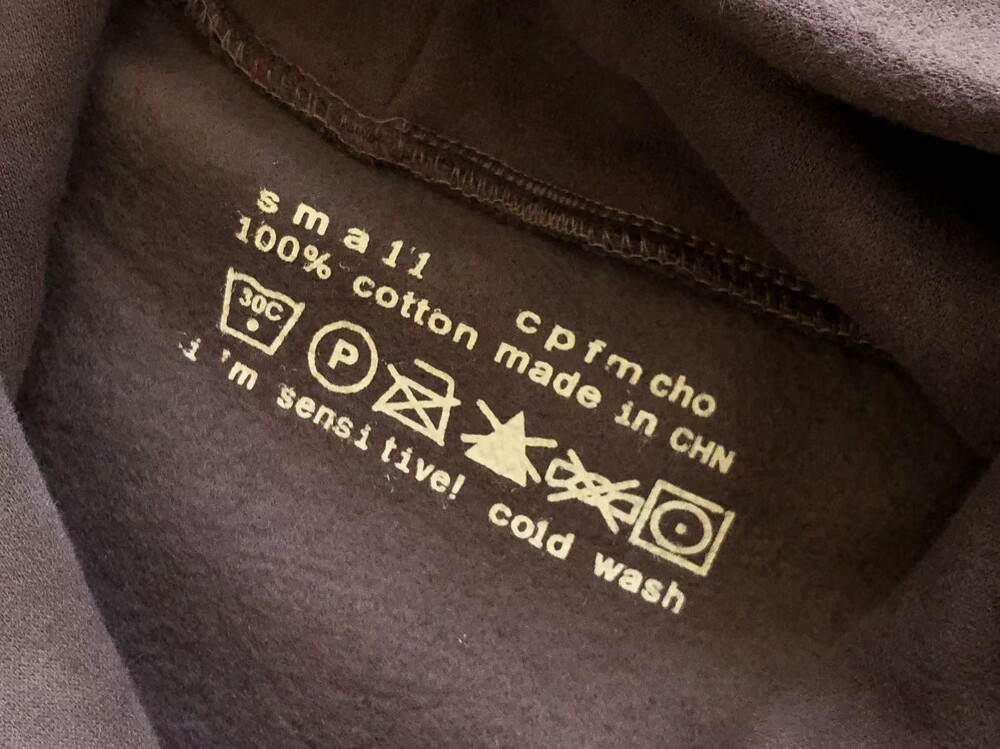 small
cpfmcho
100% cotton made in CHN
30C
P
i'm sensitive! cold wash